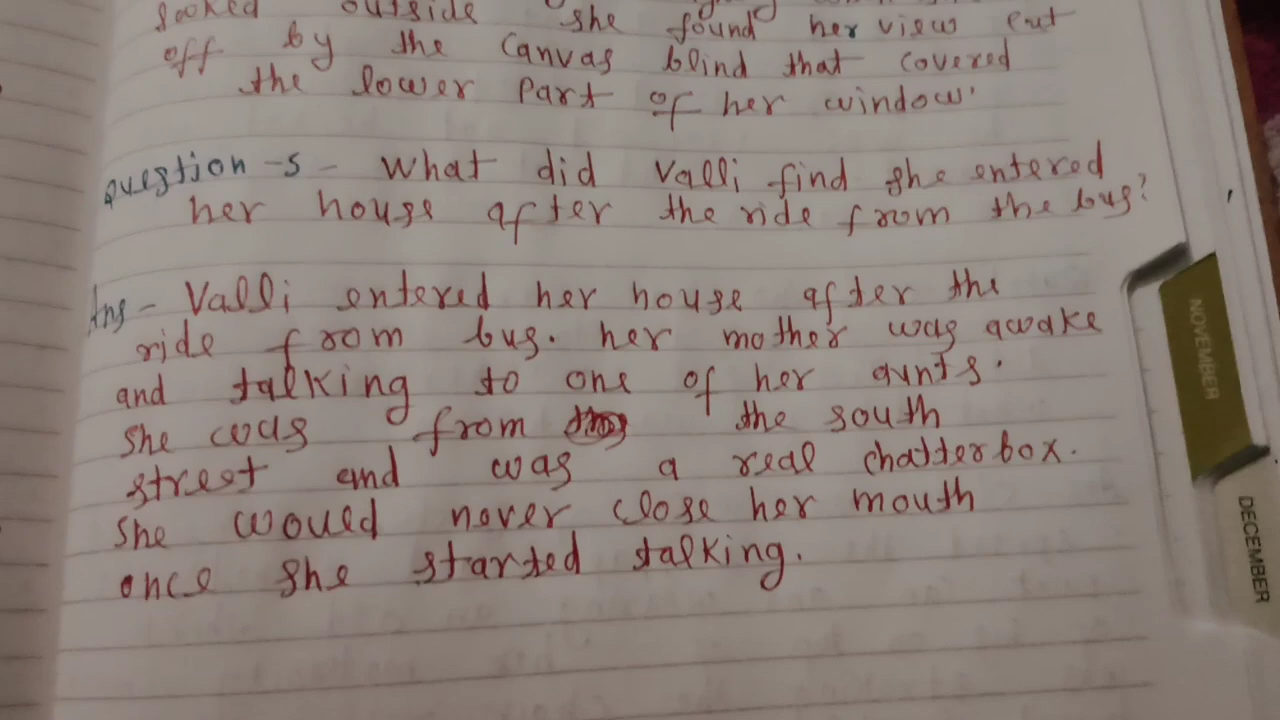 looked outside she found her view cut
off by the canvas blind that covered
the lower part of her window.
Question -5 - What did Valli find she entered
her house after the ride from the bus?
Ans - Valli entered her house after the
ride from bus. her mother was awake
and talking to one of her aunts.
She was from the south
street and was a real chatterbox.
She would never close her mouth
once she started talking.
NOVEMBER
DECEMBER